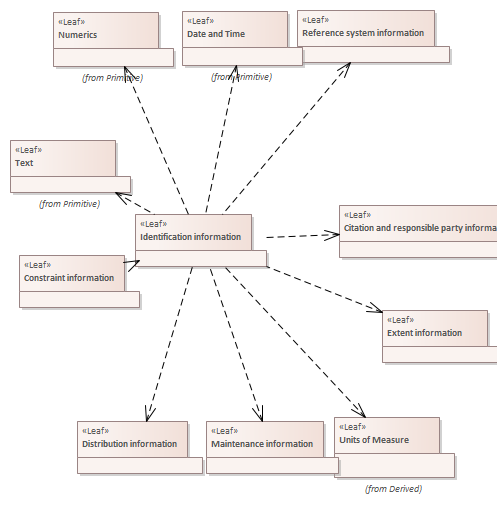 «Leaf»
Numerics
(from Primitive)
«Leaf»
Date and Time
(from Primitive)
«Leaf»
Reference system information
«Leaf»
Text
(from Primitive)
«Leaf»
Identification information
«Leaf»
Citation and responsible party informa
«Leaf»
Constraint information
«Leaf»
Extent information
«Leaf»
Distribution information
«Leaf»
Maintenance information
«Leaf»
Units of Measure
(from Derived)